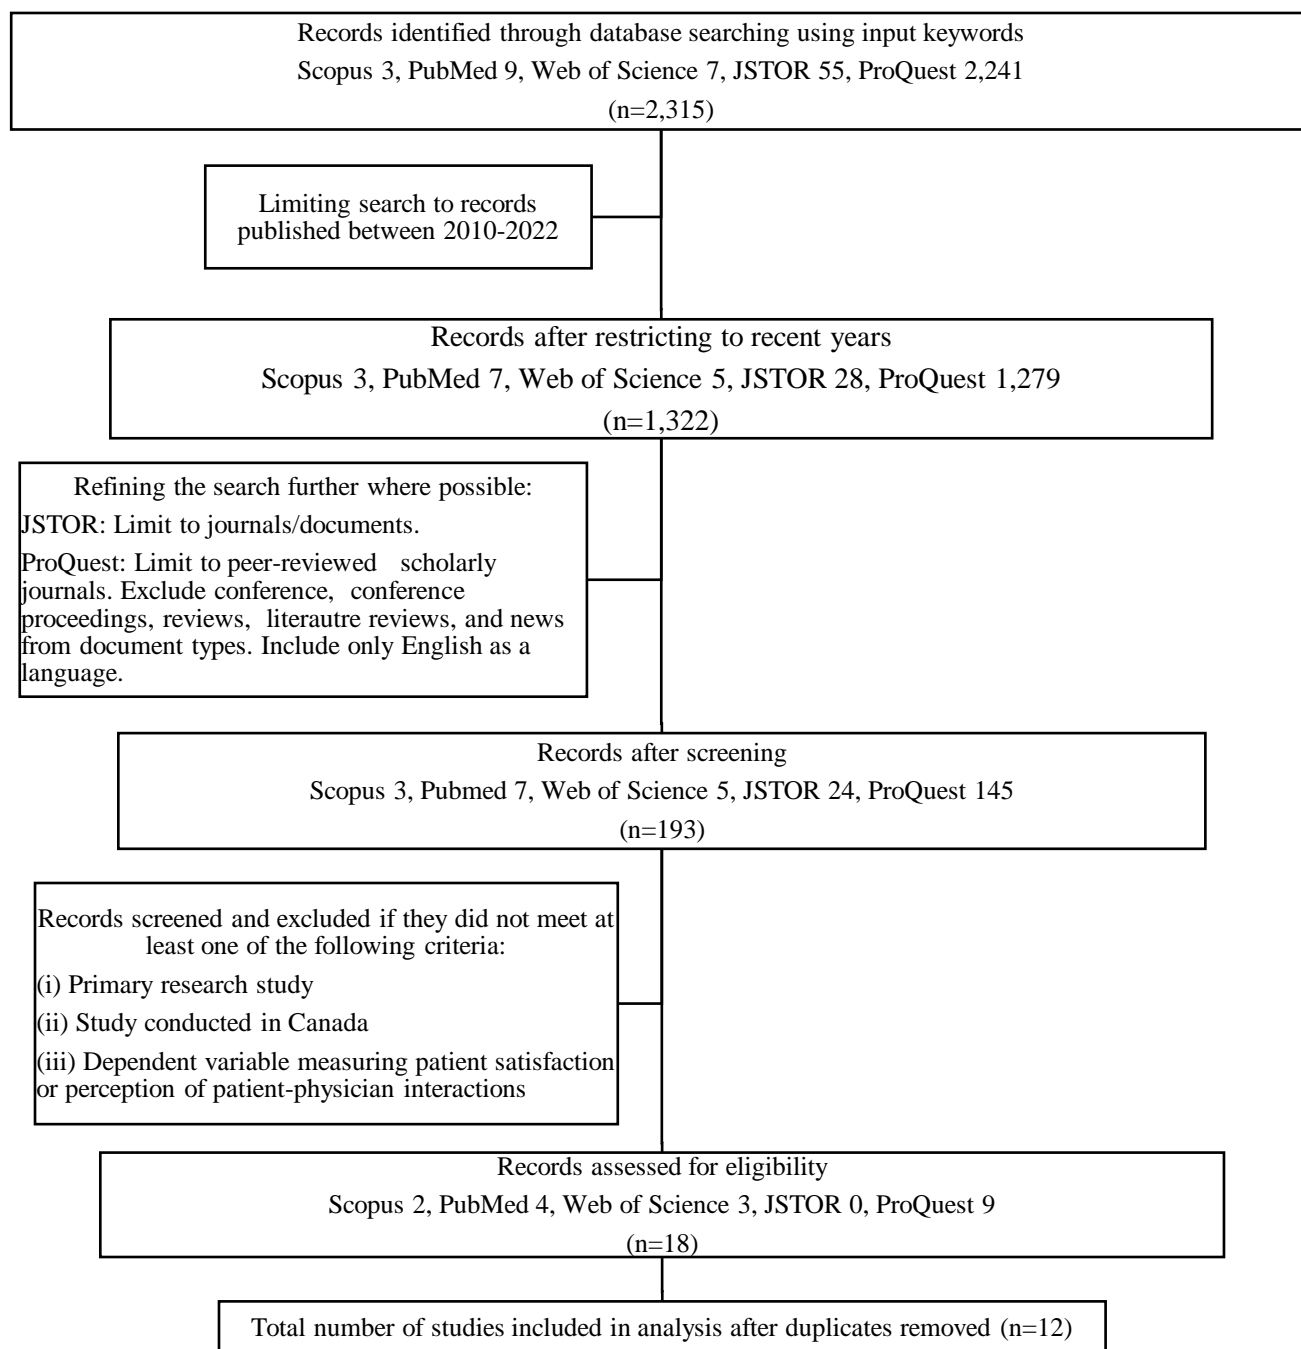 Records identified through database searching using input keywords
Scopus 3, PubMed 9, Web of Science 7, JSTOR 55, ProQuest 2,241
(n=2,315)
Limiting search to records
published between 2010-2022
Records after restricting to recent years
Scopus 3, PubMed 7, Web of Science 5, JSTOR 28, ProQuest 1,279
(n=1,322)
Refining the search further where possible:
JSTOR: Limit to journals/documents.
ProQuest: Limit to peer-reviewed scholarly
journals. Exclude conference, conference
proceedings, reviews, literautre reviews, and news
from document types. Include only English as a
language.
Records after screening
Scopus 3, Pubmed 7, Web of Science 5, JSTOR 24, ProQuest 145
(n=193)
Records screened and excluded if they did not meet at
least one of the following criteria:
(i) Primary research study
(ii) Study conducted in Canada
(iii) Dependent variable measuring patient satisfaction
or perception of patient-physician interactions
Records assessed for eligibility
Scopus 2, PubMed 4, Web of Science 3, JSTOR 0, ProQuest 9
(n=18)
Total number of studies included in analysis after duplicates removed (n=12)